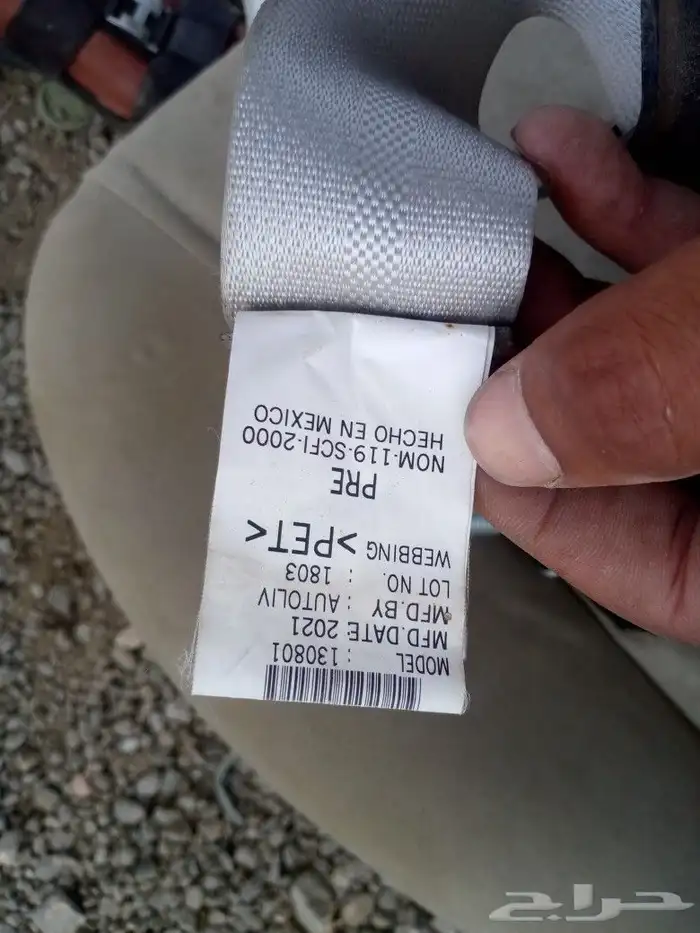 MODEL : 130801
MFD.DATE 2021
MFD.BY : AUTOLIV
LOT NO. : 1803
WEBBING >PET<
PRE
NOM-119-SCFI-2000
HECHO EN MEXICO
حراج